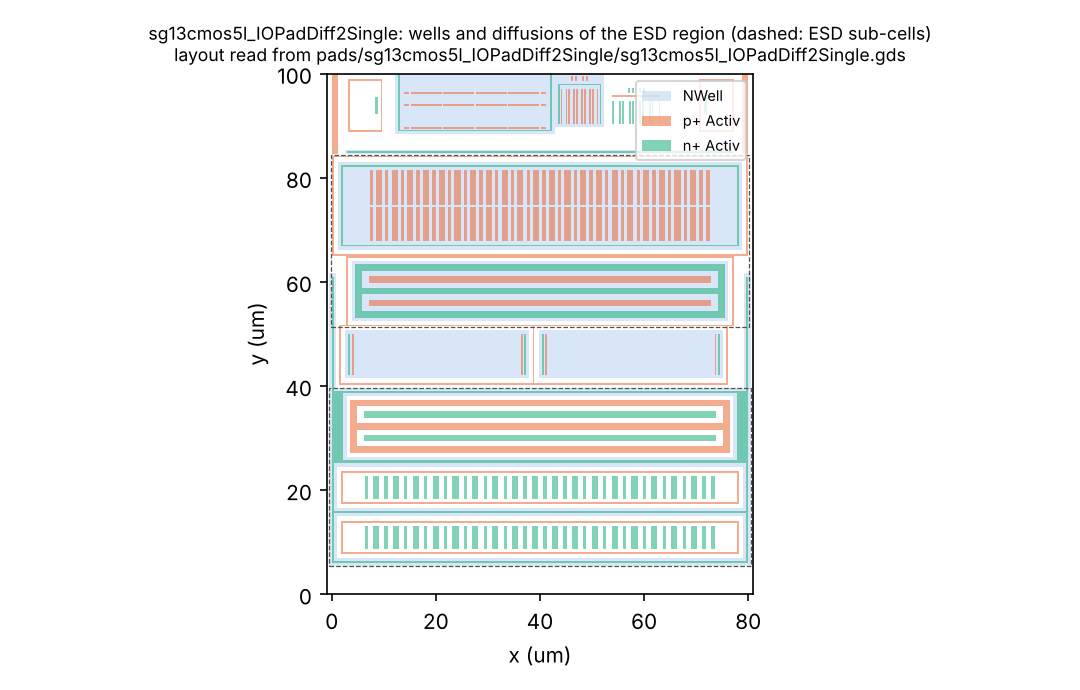 sg13cmos5l_IOPadDiff2Single: wells and diffusions of the ESD region (dashed: ESD sub-cells)
layout read from pads/sg13cmos5l_IOPadDiff2Single/sg13cmos5l_IOPadDiff2Single.gds
100
80
60
40
20
0
y (um)
NWell
p+ Activ
n+ Activ
0
20
40
60
80
x (um)